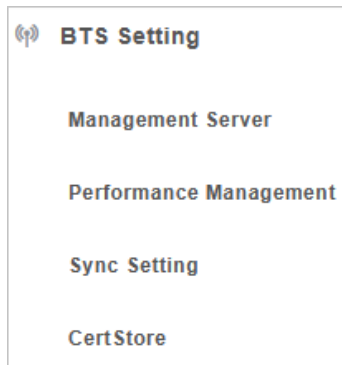 BTS Setting
Management Server
Performance Management
Sync Setting
CertStore